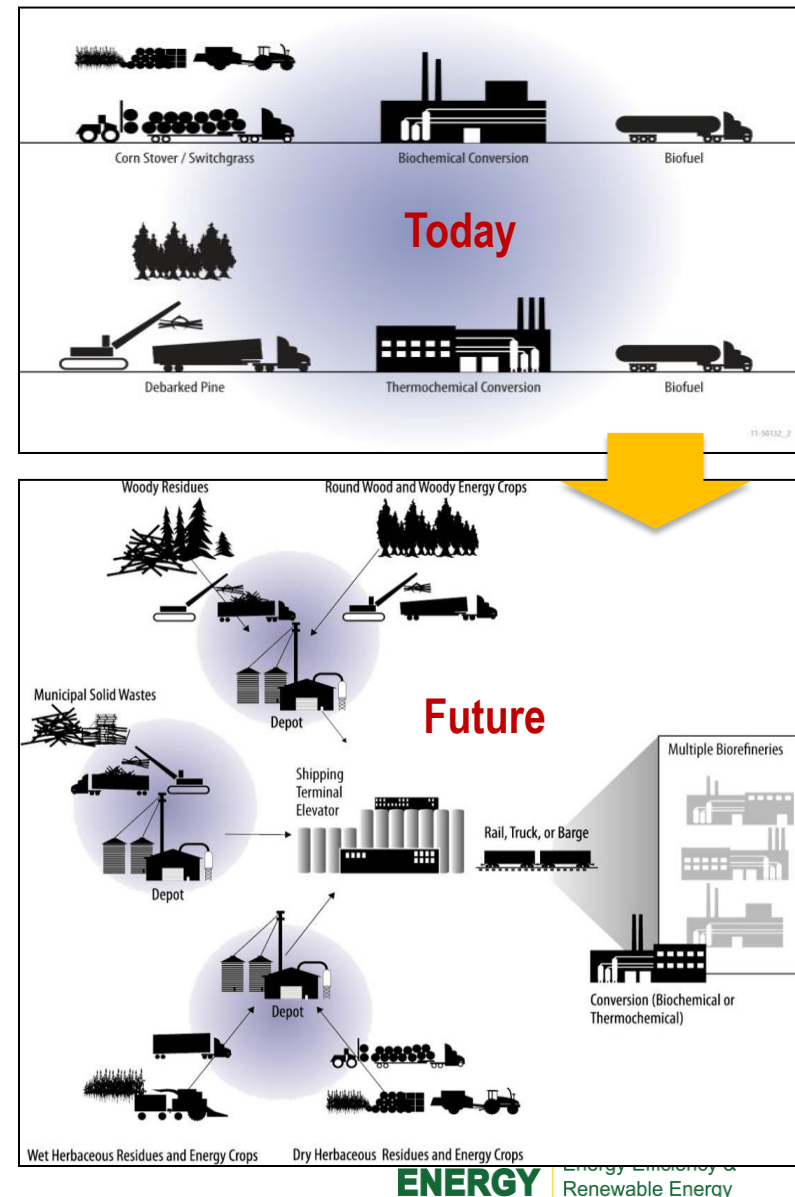 Corn Stover / Switchgrass
Biochemical Conversion
Biofuel
Today
Debarked Pine
Thermochemical Conversion
Biofuel
11-50132_2
Woody Residues
Round Wood and Woody Energy Crops
Depot
Municipal Solid Wastes
Future
Multiple Biorefineries
Shipping
Terminal
Elevator
Rail, Truck, or Barge
Depot
Depot
Conversion (Biochemical or
Thermochemical)
Wet Herbaceous Residues and Energy Crops
Dry Herbaceous Residues and Energy Crops
ENERGY
Energy Efficiency &
Renewable Energy